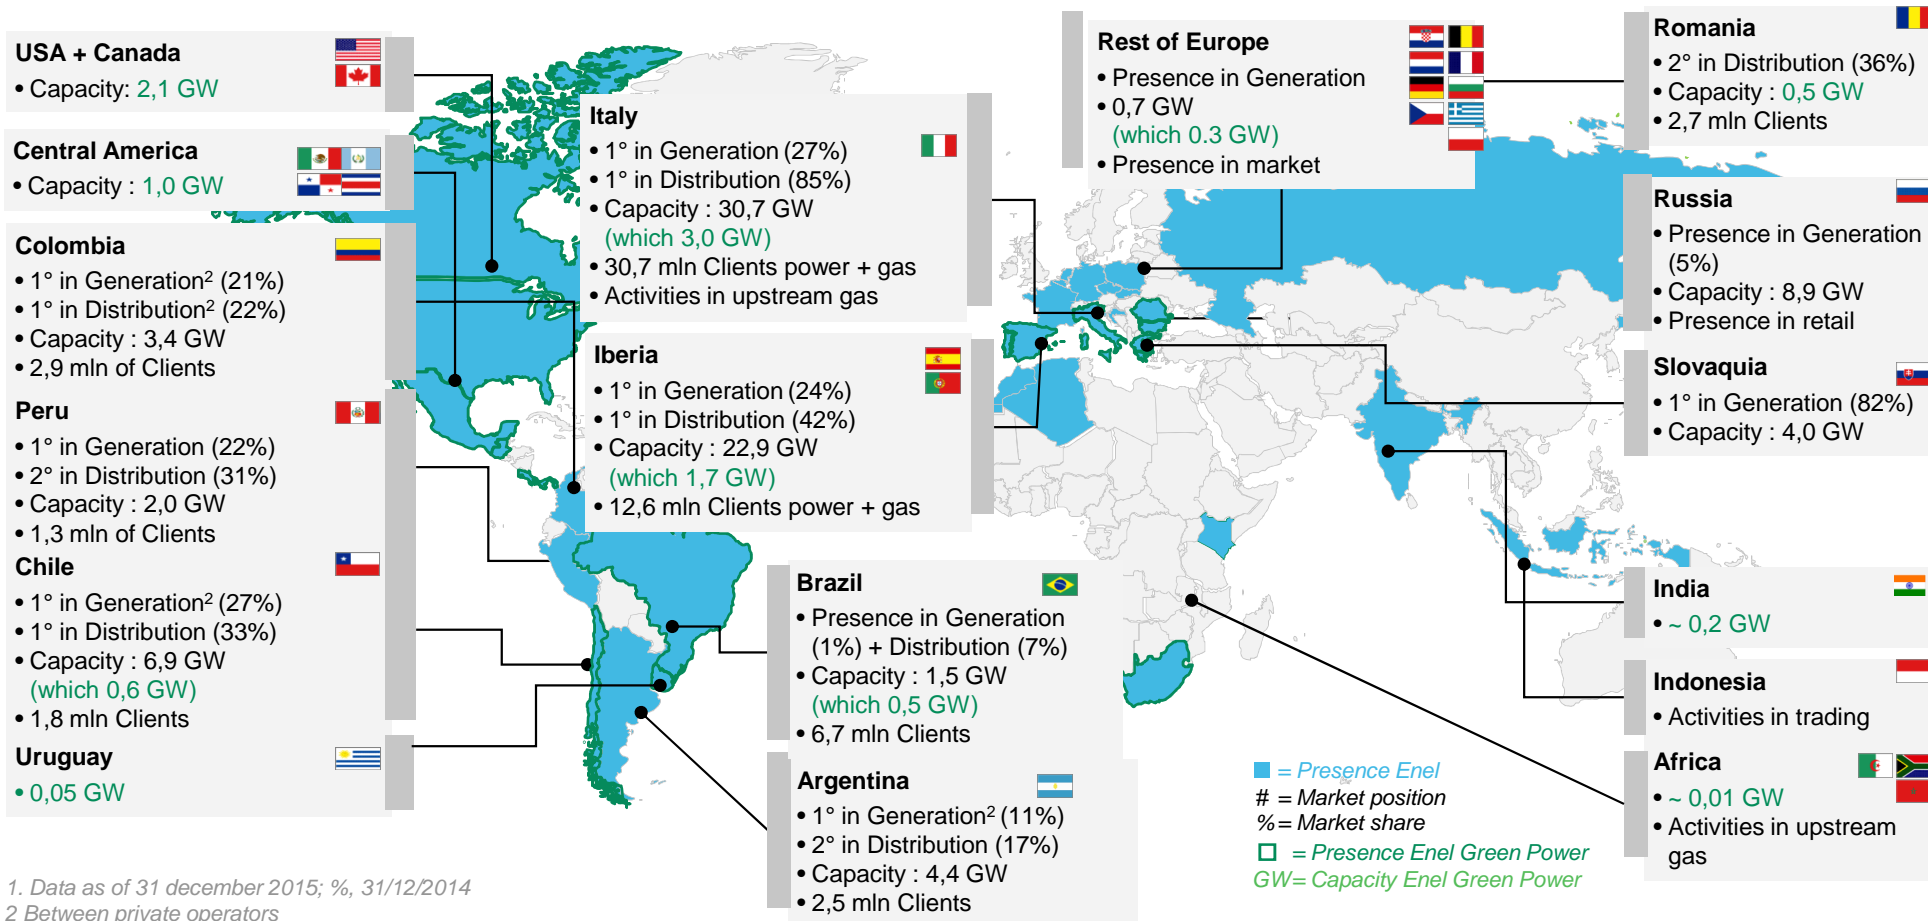 USA + Canada
• Capacity: 2,1 GW
Central America
• Capacity : 1,0 GW
Colombia
• 1° in Generation² (21%)
• 1° in Distribution² (22%)
• Capacity : 3,4 GW
• 2,9 mln of Clients
Peru
• 1° in Generation (22%)
• 2° in Distribution (31%)
• Capacity : 2,0 GW
• 1,3 mln of Clients
Chile
• 1° in Generation² (27%)
• 1° in Distribution (33%)
• Capacity : 6,9 GW
(which 0,6 GW)
• 1,8 mln Clients
Uruguay
• 0,05 GW
Italy
• 1° in Generation (27%)
• 1° in Distribution (85%)
• Capacity : 30,7 GW
(which 3,0 GW)
• 30,7 mln Clients power + gas
• Activities in upstream gas
Iberia
• 1° in Generation (24%)
• 1° in Distribution (42%)
• Capacity : 22,9 GW
(which 1,7 GW)
• 12,6 mln Clients power + gas
Brazil
• Presence in Generation
(1%) + Distribution (7%)
• Capacity : 1,5 GW
(which 0,5 GW)
• 6,7 mln Clients
Argentina
• 1° in Generation² (11%)
• 2° in Distribution (17%)
• Capacity : 4,4 GW
• 2,5 mln Clients
Rest of Europe
• Presence in Generation
• 0,7 GW
(which 0.3 GW)
• Presence in market
Romania
• 2° in Distribution (36%)
• Capacity : 0,5 GW
• 2,7 mln Clients
Russia
• Presence in Generation
(5%)
• Capacity : 8,9 GW
• Presence in retail
Slovaquia
• 1° in Generation (82%)
• Capacity : 4,0 GW
India
• ~ 0,2 GW
Indonesia
• Activities in trading
Africa
• ~ 0,01 GW
• Activities in upstream
gas
= Presence Enel
# = Market position
%= Market share
= Presence Enel Green Power
GW= Capacity Enel Green Power
1. Data as of 31 december 2015; %, 31/12/2014
2 Between private operators